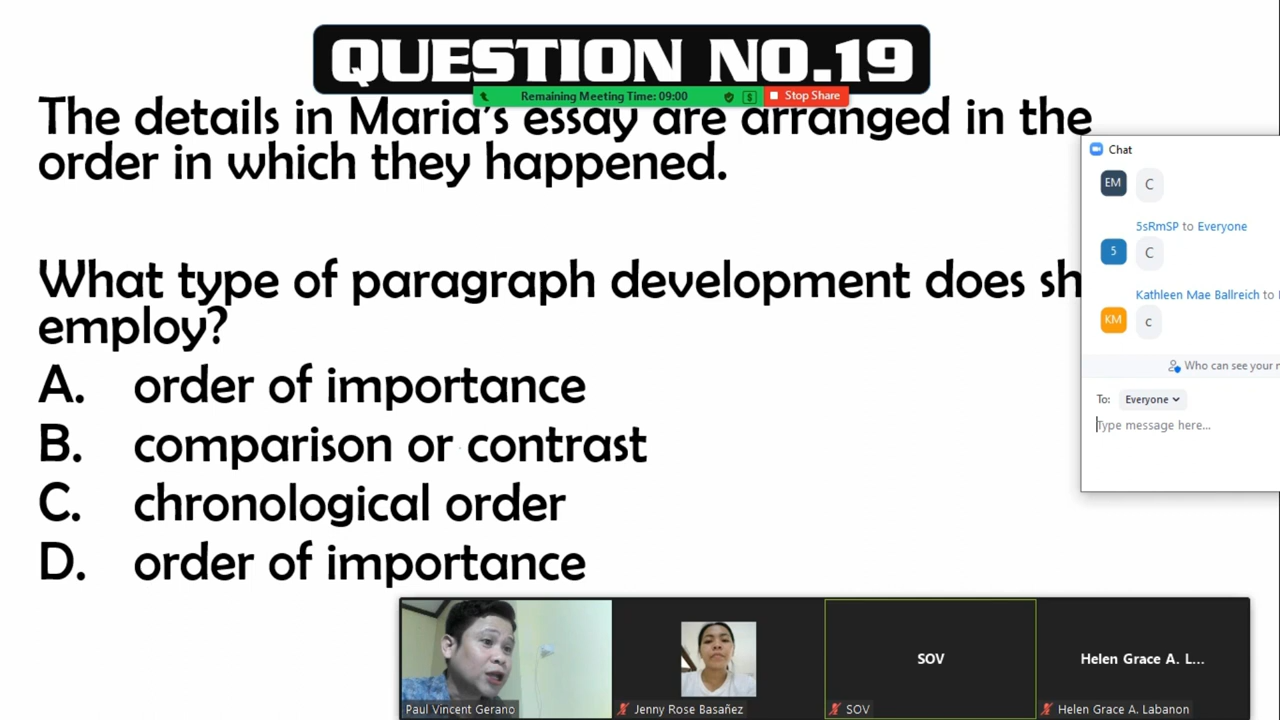 QUESTION NO.19
Remaining Meeting Time: 09:00
$
Stop Share
The details in Maria's essay are arranged in the
order in which they happened.
What type of paragraph development does sh
employ?
A. order of importance
B. comparison or contrast
C. chronological order
D. order of importance
Chat
EM
C
5sRmSP to Everyone
5
C
Kathleen Mae Ballreich to
KM
c
Who can see your
To: Everyone
Type message here...
Paul Vincent Gerano
Jenny Rose Basañez
SOV
SOV
Helen Grace A. L...
Helen Grace A. Labanon